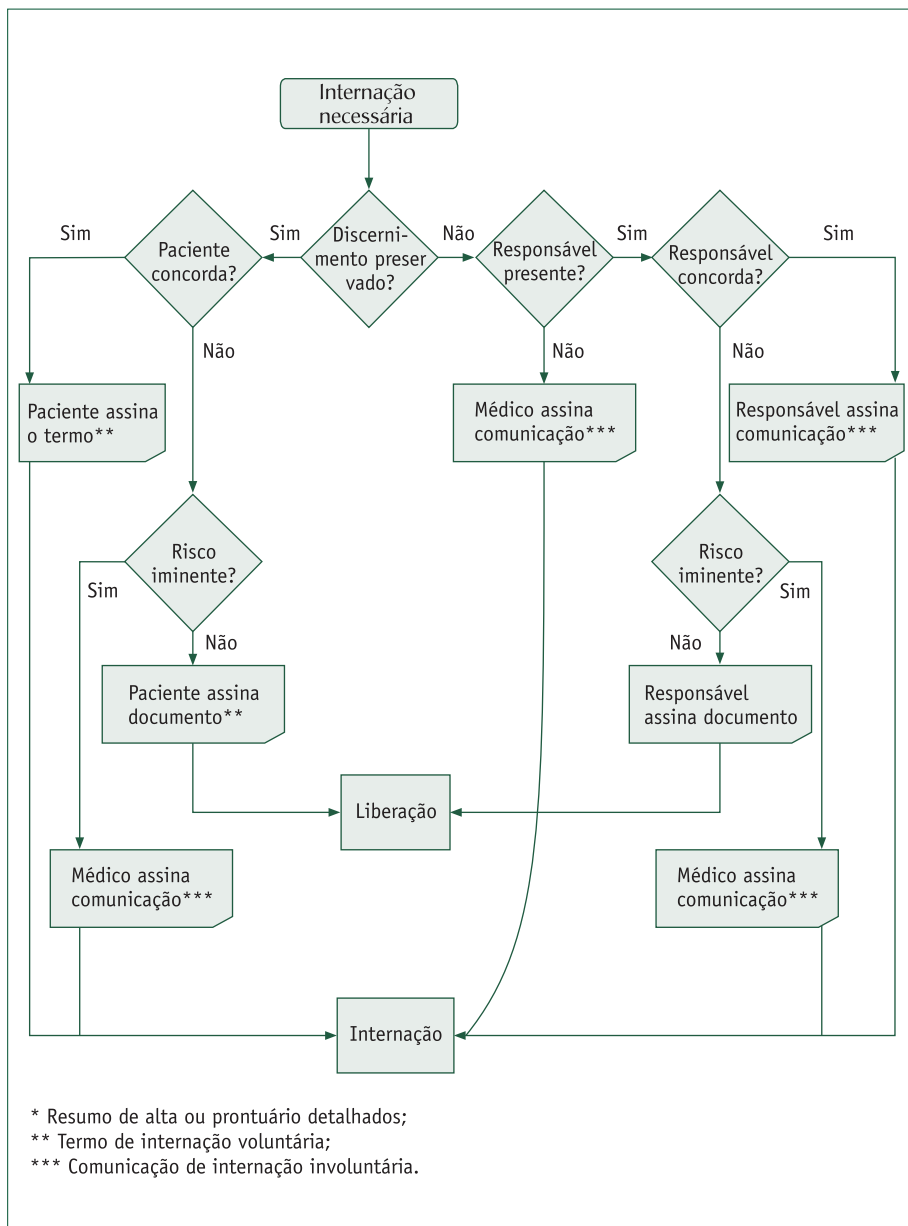 Internação
necessária
Sim
Paciente
concorda?
Sim
Discerni-
mento preser
vado?
Não
Responsável
presente?
Sim
Responsável
concorda?
Sim
Não
Não
Não
Paciente assina
o termo**
Médico assina
comunicação***
Responsável assina
comunicação***
Risco
iminente?
Sim
Não
Risco
iminente?
Sim
Não
Paciente assina
documento**
Responsável
assina documento
Liberação
Médico assina
comunicação***
Médico assina
comunicação***
Internação
* Resumo de alta ou prontuário detalhados;
** Termo de internação voluntária;
*** Comunicação de internação involuntária.